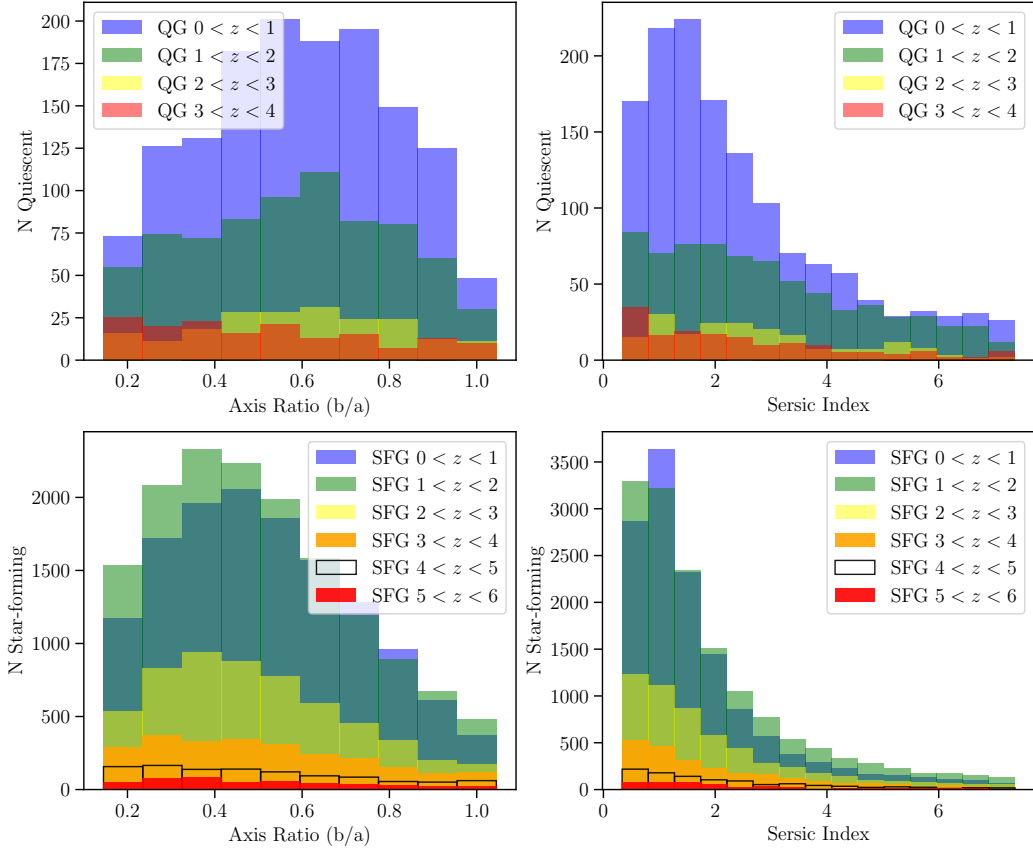 QG 0 < z < 1
QG 1 < z < 2
QG 2 < z < 3
QG 3 < z < 4
N Quiescent
200
175
150
125
100
75
50
25
0
0.2 0.4 0.6 0.8 1.0
Axis Ratio (b/a)
QG 0 < z < 1
QG 1 < z < 2
QG 2 < z < 3
QG 3 < z < 4
N Quiescent
200
150
100
50
0
0 2 4 6
Sersic Index
SFG 0 < z < 1
SFG 1 < z < 2
SFG 2 < z < 3
SFG 3 < z < 4
SFG 4 < z < 5
SFG 5 < z < 6
N Star-forming
2000
1500
1000
500
0
0.2 0.4 0.6 0.8 1.0
Axis Ratio (b/a)
SFG 0 < z < 1
SFG 1 < z < 2
SFG 2 < z < 3
SFG 3 < z < 4
SFG 4 < z < 5
SFG 5 < z < 6
N Star-forming
3500
3000
2500
2000
1500
1000
500
0
0 2 4 6
Sersic Index